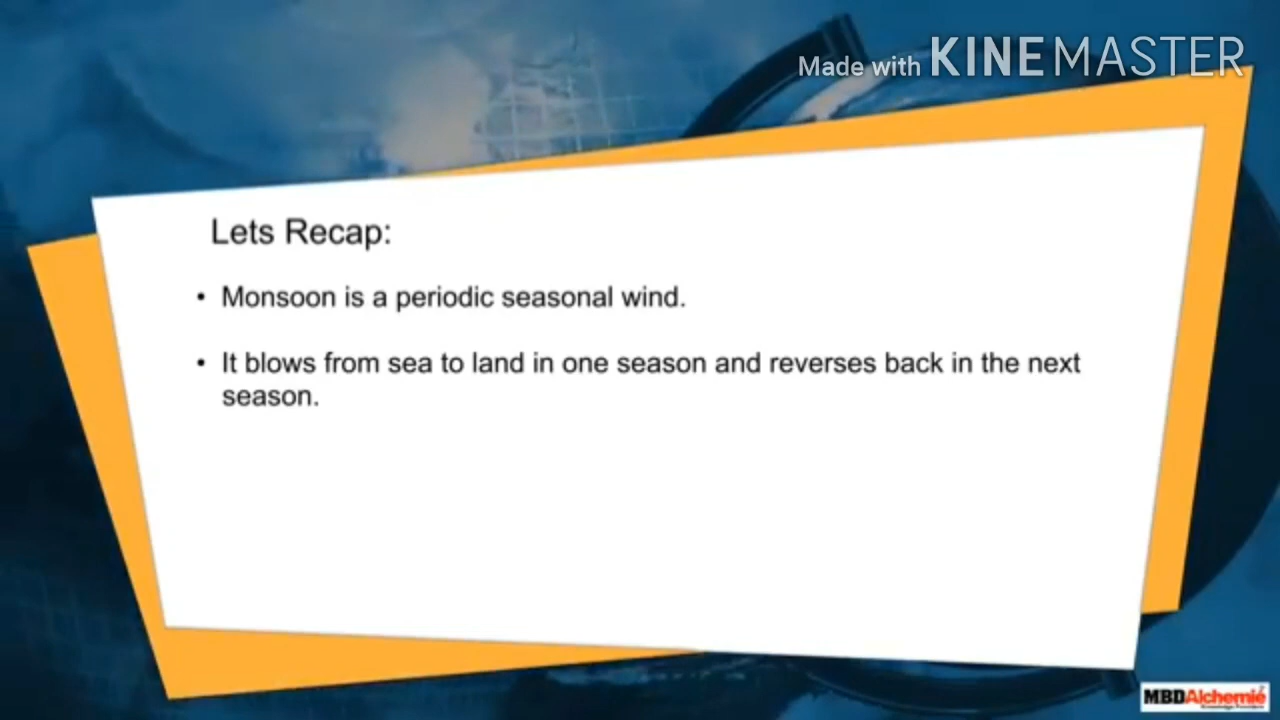 Made with KINEMASTER
Lets Recap:
• Monsoon is a periodic seasonal wind.
• It blows from sea to land in one season and reverses back in the next
season.
MBDAlchemie